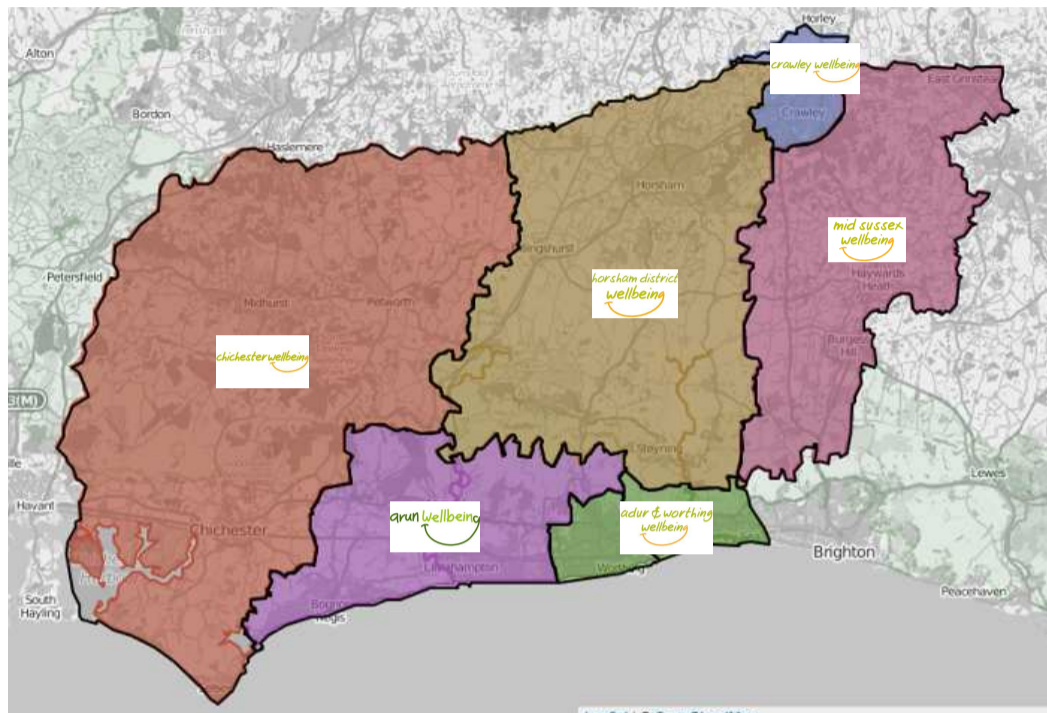 Horley
Alton
crawley wellbeing
East Grinstead
Bordon
Crawley
Haslemere
Horsham
mid sussex
wellbeing
Petersfield
horsham district
wellbeing
Haywards
Heath
Midhurst
Petworth
chichesterwellbeing
Burgess
Hill
3(M)
Steyning
Lewes
Havant
Chichester
arun wellbeing
adur & worthing
wellbeing
Brighton
Littlehampton
Worthing
Peacehaven
South
Hayling
Bognor
Regis